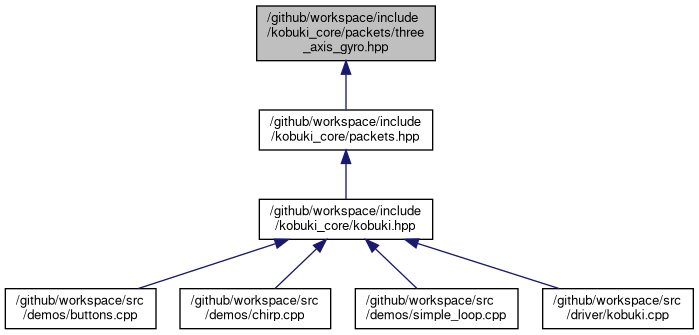 /github/workspace/include
/kobuki_core/packets/three
_axis_gyro.hpp
/github/workspace/include
/kobuki_core/packets.hpp
/github/workspace/include
/kobuki_core/kobuki.hpp
/github/workspace/src
/demos/buttons.cpp
/github/workspace/src
/demos/chirp.cpp
/github/workspace/src
/demos/simple_loop.cpp
/github/workspace/src
/driver/kobuki.cpp